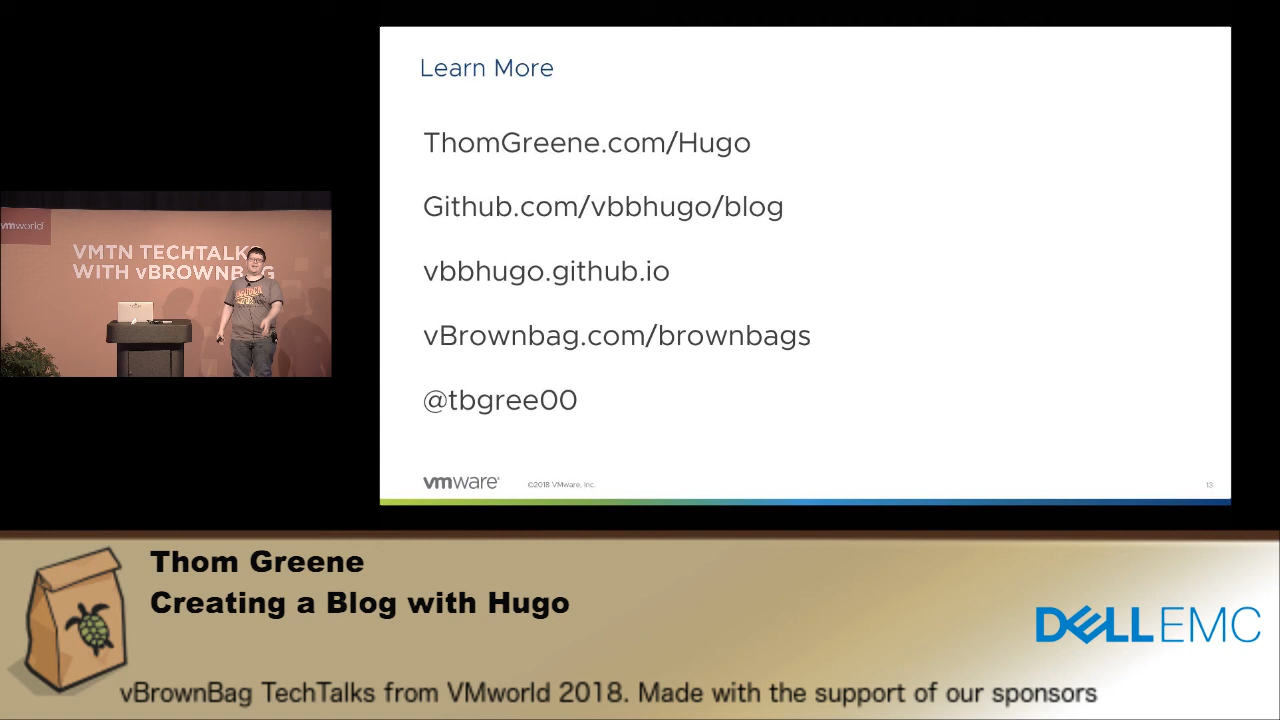 Learn More
ThomGreene.com/Hugo
Github.com/vbbhugo/blog
vbbhugo.github.io
vBrownbag.com/brownbags
@tbgree00
vmware®
©2018 VMware, Inc.
13
vmworld®
VMTN TECHTALKS
WITH vBROWNBAG
Thom Greene
Creating a Blog with Hugo
DELL EMC
vBrownBag TechTalks from VMworld 2018. Made with the support of our sponsors